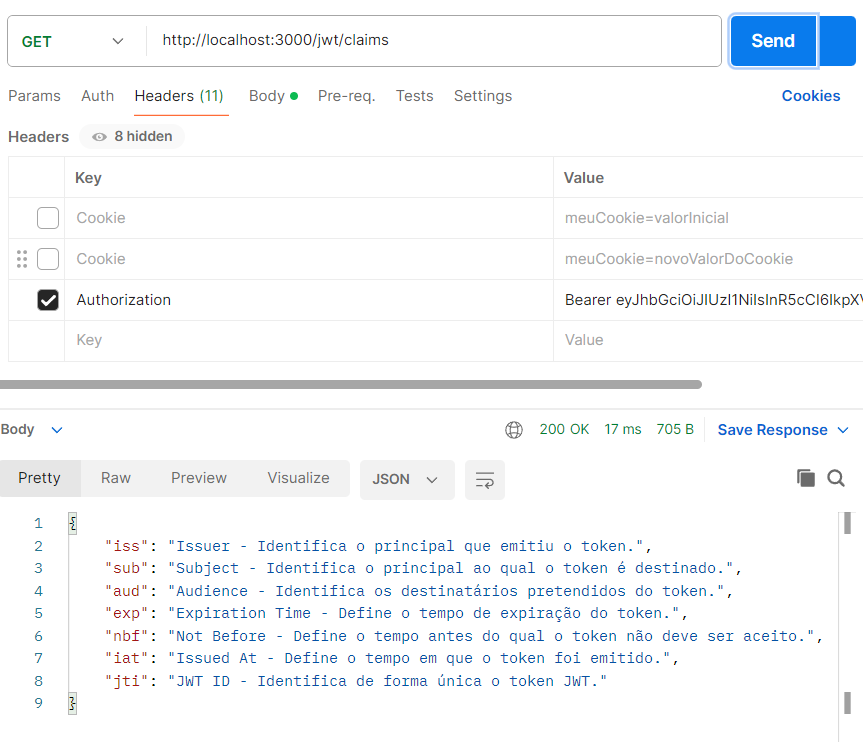 GET http://localhost:3000/jwt/claims Send
Params Auth Headers (11) Body Pre-req. Tests Settings Cookies
Headers 8 hidden
Key Value
Cookie meuCookie=valorInicial
Cookie meuCookie=novoValorDoCookie
Authorization Bearer eyJhbGciOiJIUzI1NiIsInR5cCI6IkpXV
Key Value
Body 200 OK 17 ms 705 B Save Response
Pretty Raw Preview Visualize JSON
1 {
2 "iss": "Issuer - Identifica o principal que emitiu o token.",
3 "sub": "Subject - Identifica o principal ao qual o token é destinado.",
4 "aud": "Audience - Identifica os destinatários pretendidos do token.",
5 "exp": "Expiration Time - Define o tempo de expiração do token.",
6 "nbf": "Not Before - Define o tempo antes do qual o token não deve ser aceito.",
7 "iat": "Issued At - Define o tempo em que o token foi emitido.",
8 "jti": "JWT ID - Identifica de forma única o token JWT."
9 }